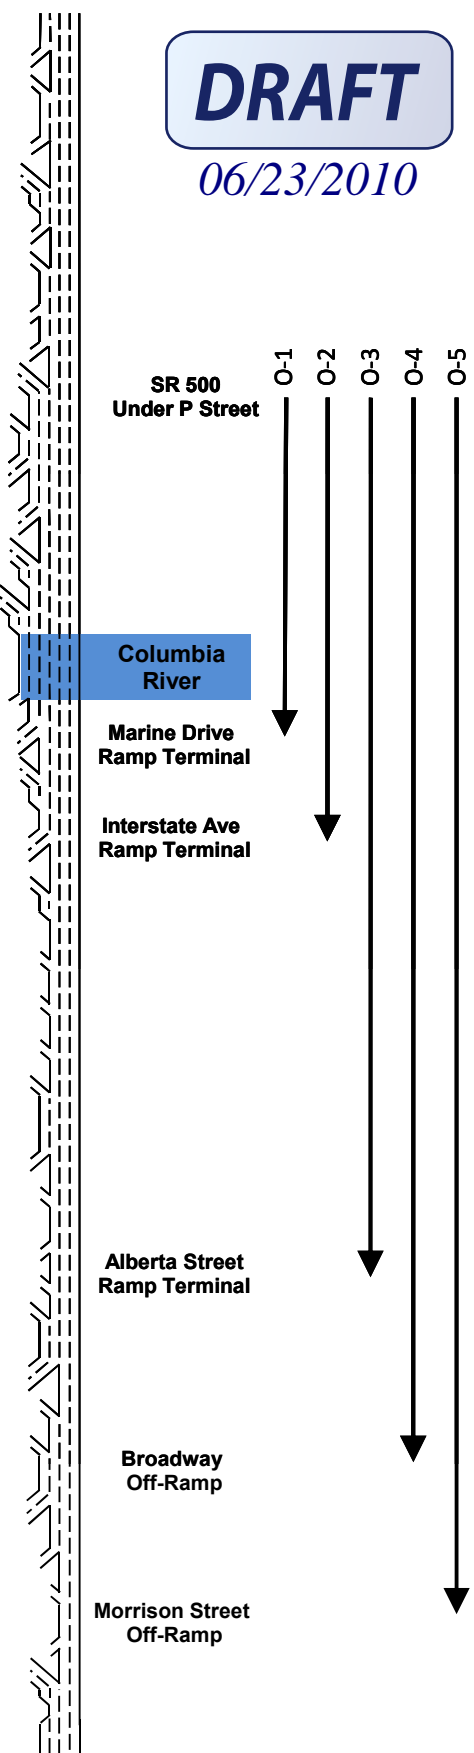 DRAFT
06/23/2010
O-1
O-2
O-3
O-4
O-5
SR 500
Under P Street
Columbia
River
Marine Drive
Ramp Terminal
Interstate Ave
Ramp Terminal
Alberta Street
Ramp Terminal
Broadway
Off-Ramp
Morrison Street
Off-Ramp